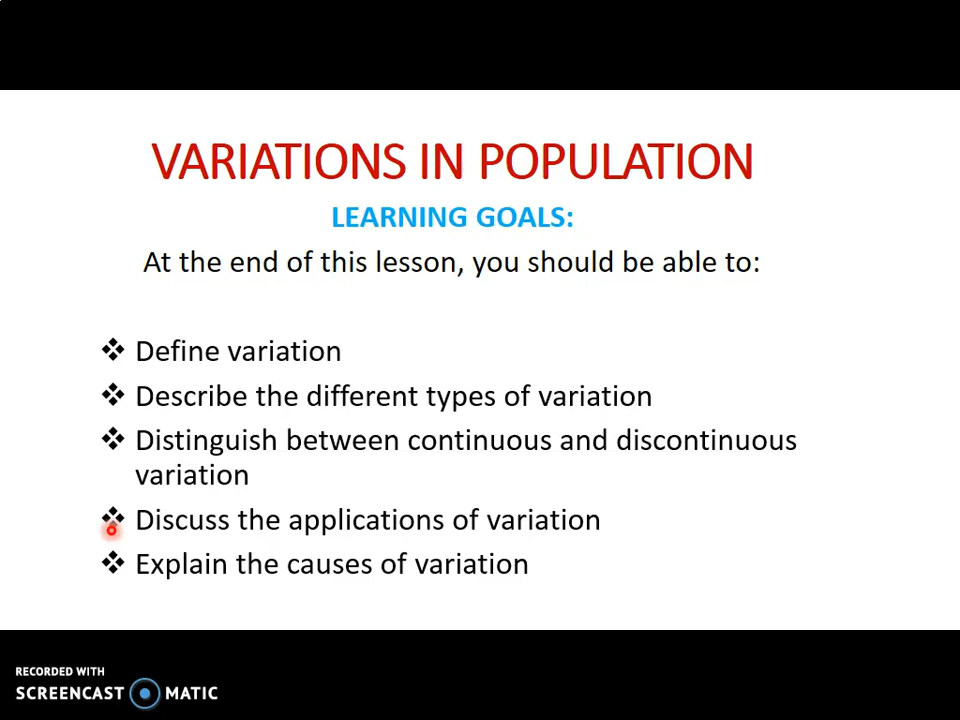 VARIATIONS IN POPULATION
LEARNING GOALS:
At the end of this lesson, you should be able to:
❖ Define variation
❖ Describe the different types of variation
❖ Distinguish between continuous and discontinuous
variation
❖ Discuss the applications of variation
❖ Explain the causes of variation
RECORDED WITH
SCREENCAST MATIC